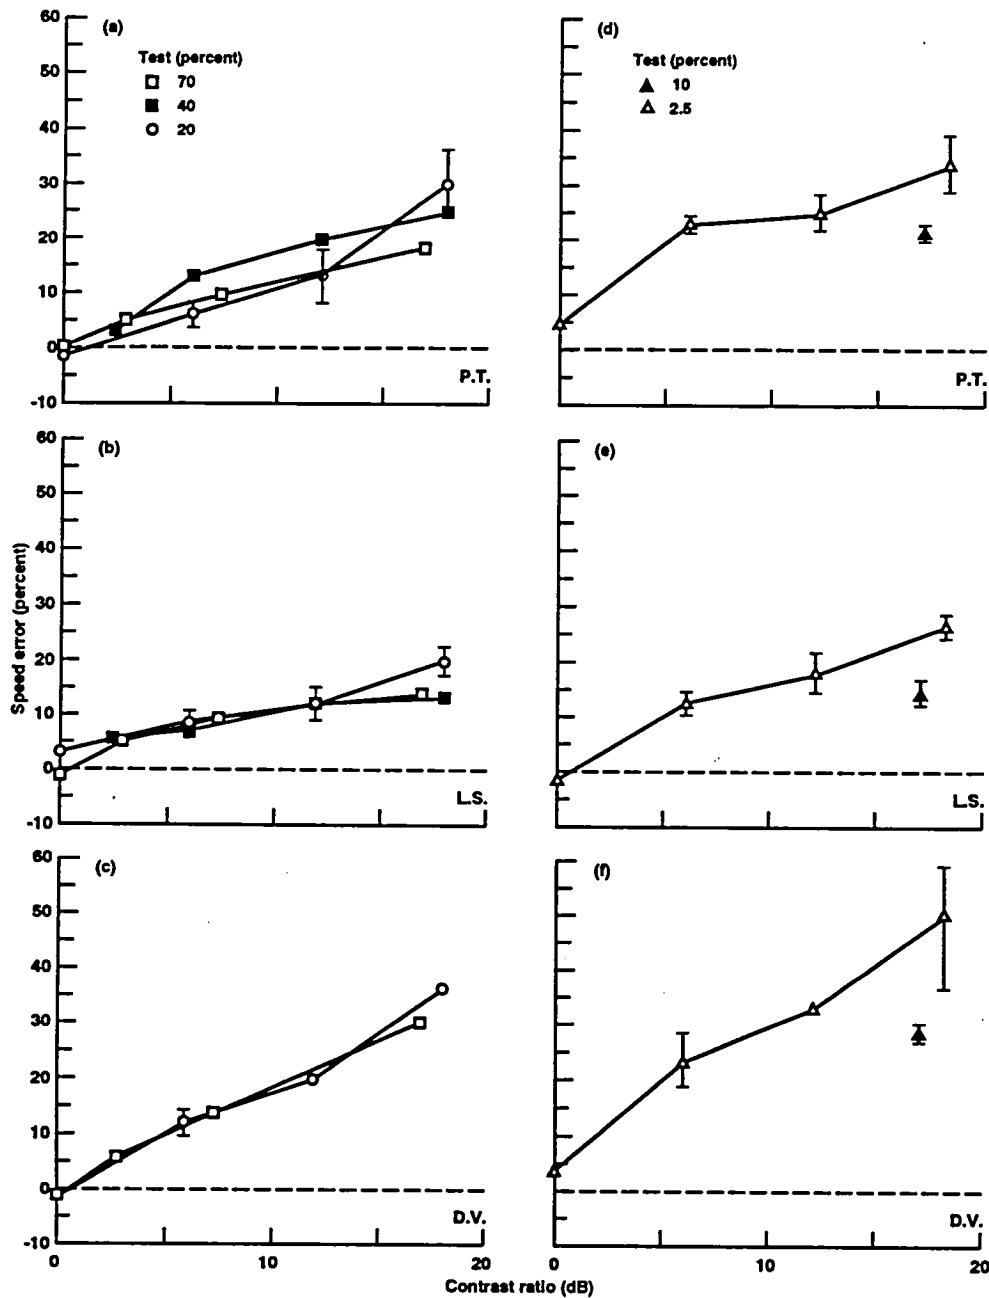 (a)
Test (percent)
70
40
20
60
50
40
30
20
10
0
-10
P.T.
(d)
Test (percent)
10
2.5
P.T.
(b)
60
50
40
30
20
10
0
-10
L.S.
(e)
L.S.
Speed error (percent)
(c)
60
50
40
30
20
10
0
-10
D.V.
0 10 20
(f)
D.V.
0 10 20
Contrast ratio (dB)